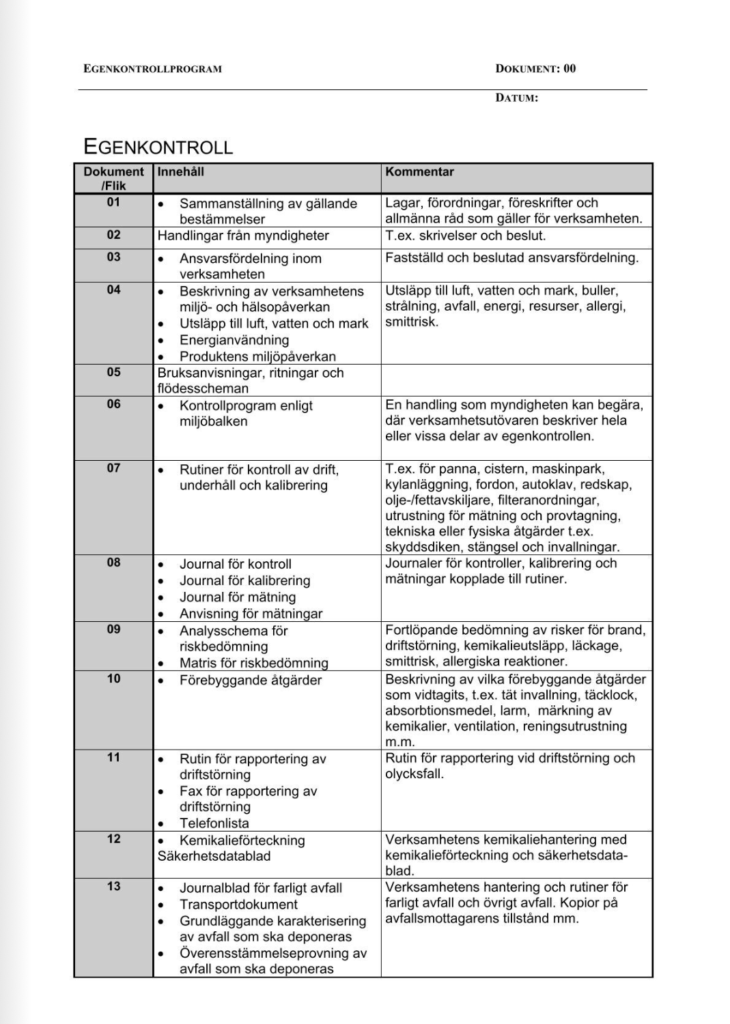 EGENKONTROLLPROGRAM DOKUMENT: 00
DATUM:
EGENKONTROLL
Dokument /Flik Innehåll Kommentar
01
• Sammanställning av gällande
bestämmelser
Lagar, förordningar, föreskrifter och
allmänna råd som gäller för verksamheten.
02
Handlingar från myndigheter
T.ex. skrivelser och beslut.
03
• Ansvarsfördelning inom
verksamheten
Fastställd och beslutad ansvarsfördelning.
04
• Beskrivning av verksamhetens
miljö- och hälsopåverkan
• Utsläpp till luft, vatten och mark
• Energianvändning
• Produktens miljöpåverkan
Utsläpp till luft, vatten och mark, buller,
strålning, avfall, energi, resurser, allergi,
smittrisk.
05
Bruksanvisningar, ritningar och
flödesscheman
06
• Kontrollprogram enligt
miljöbalken
En handling som myndigheten kan begära,
där verksamhetsutövaren beskriver hela
eller vissa delar av egenkontrollen.
07
• Rutiner för kontroll av drift,
underhåll och kalibrering
T.ex. för panna, cistern, maskinpark,
kylanläggning, fordon, autoklav, redskap,
olje-/fettavskiljare, filteranordningar,
utrustning för mätning och provtagning,
tekniska eller fysiska åtgärder t.ex.
skyddsdiken, stängsel och invallningar.
08
• Journal för kontroll
• Journal för kalibrering
• Journal för mätning
• Anvisning för mätningar
Journaler för kontroller, kalibrering och
mätningar kopplade till rutiner.
09
• Analysschema för
riskbedömning
• Matris för riskbedömning
Fortlöpande bedömning av risker för brand,
driftstörning, kemikalieutsläpp, läckage,
smittrisk, allergiska reaktioner.
10
• Förebyggande åtgärder
Beskrivning av vilka förebyggande åtgärder
som vidtagits, t.ex. tät invallning, täcklock,
absorbtionsmedel, larm, märkning av
kemikalier, ventilation, reningsutrustning
m.m.
11
• Rutin för rapportering av
driftstörning
• Fax för rapportering av
driftstörning
• Telefonlista
Rutin för rapportering vid driftstörning och
olycksfall.
12
• Kemikalieförteckning
Säkerhetsdatablad
Verksamhetens kemikaliehantering med
kemikalieförteckning och säkerhetsdata-
blad.
13
• Journalblad för farligt avfall
• Transportdokument
• Grundläggande karakterisering
av avfall som ska deponeras
• Överensstämmelseprovning av
avfall som ska deponeras
Verksamhetens hantering och rutiner för
farligt avfall och övrigt avfall. Kopior på
avfallsmottagarens tillstånd mm.